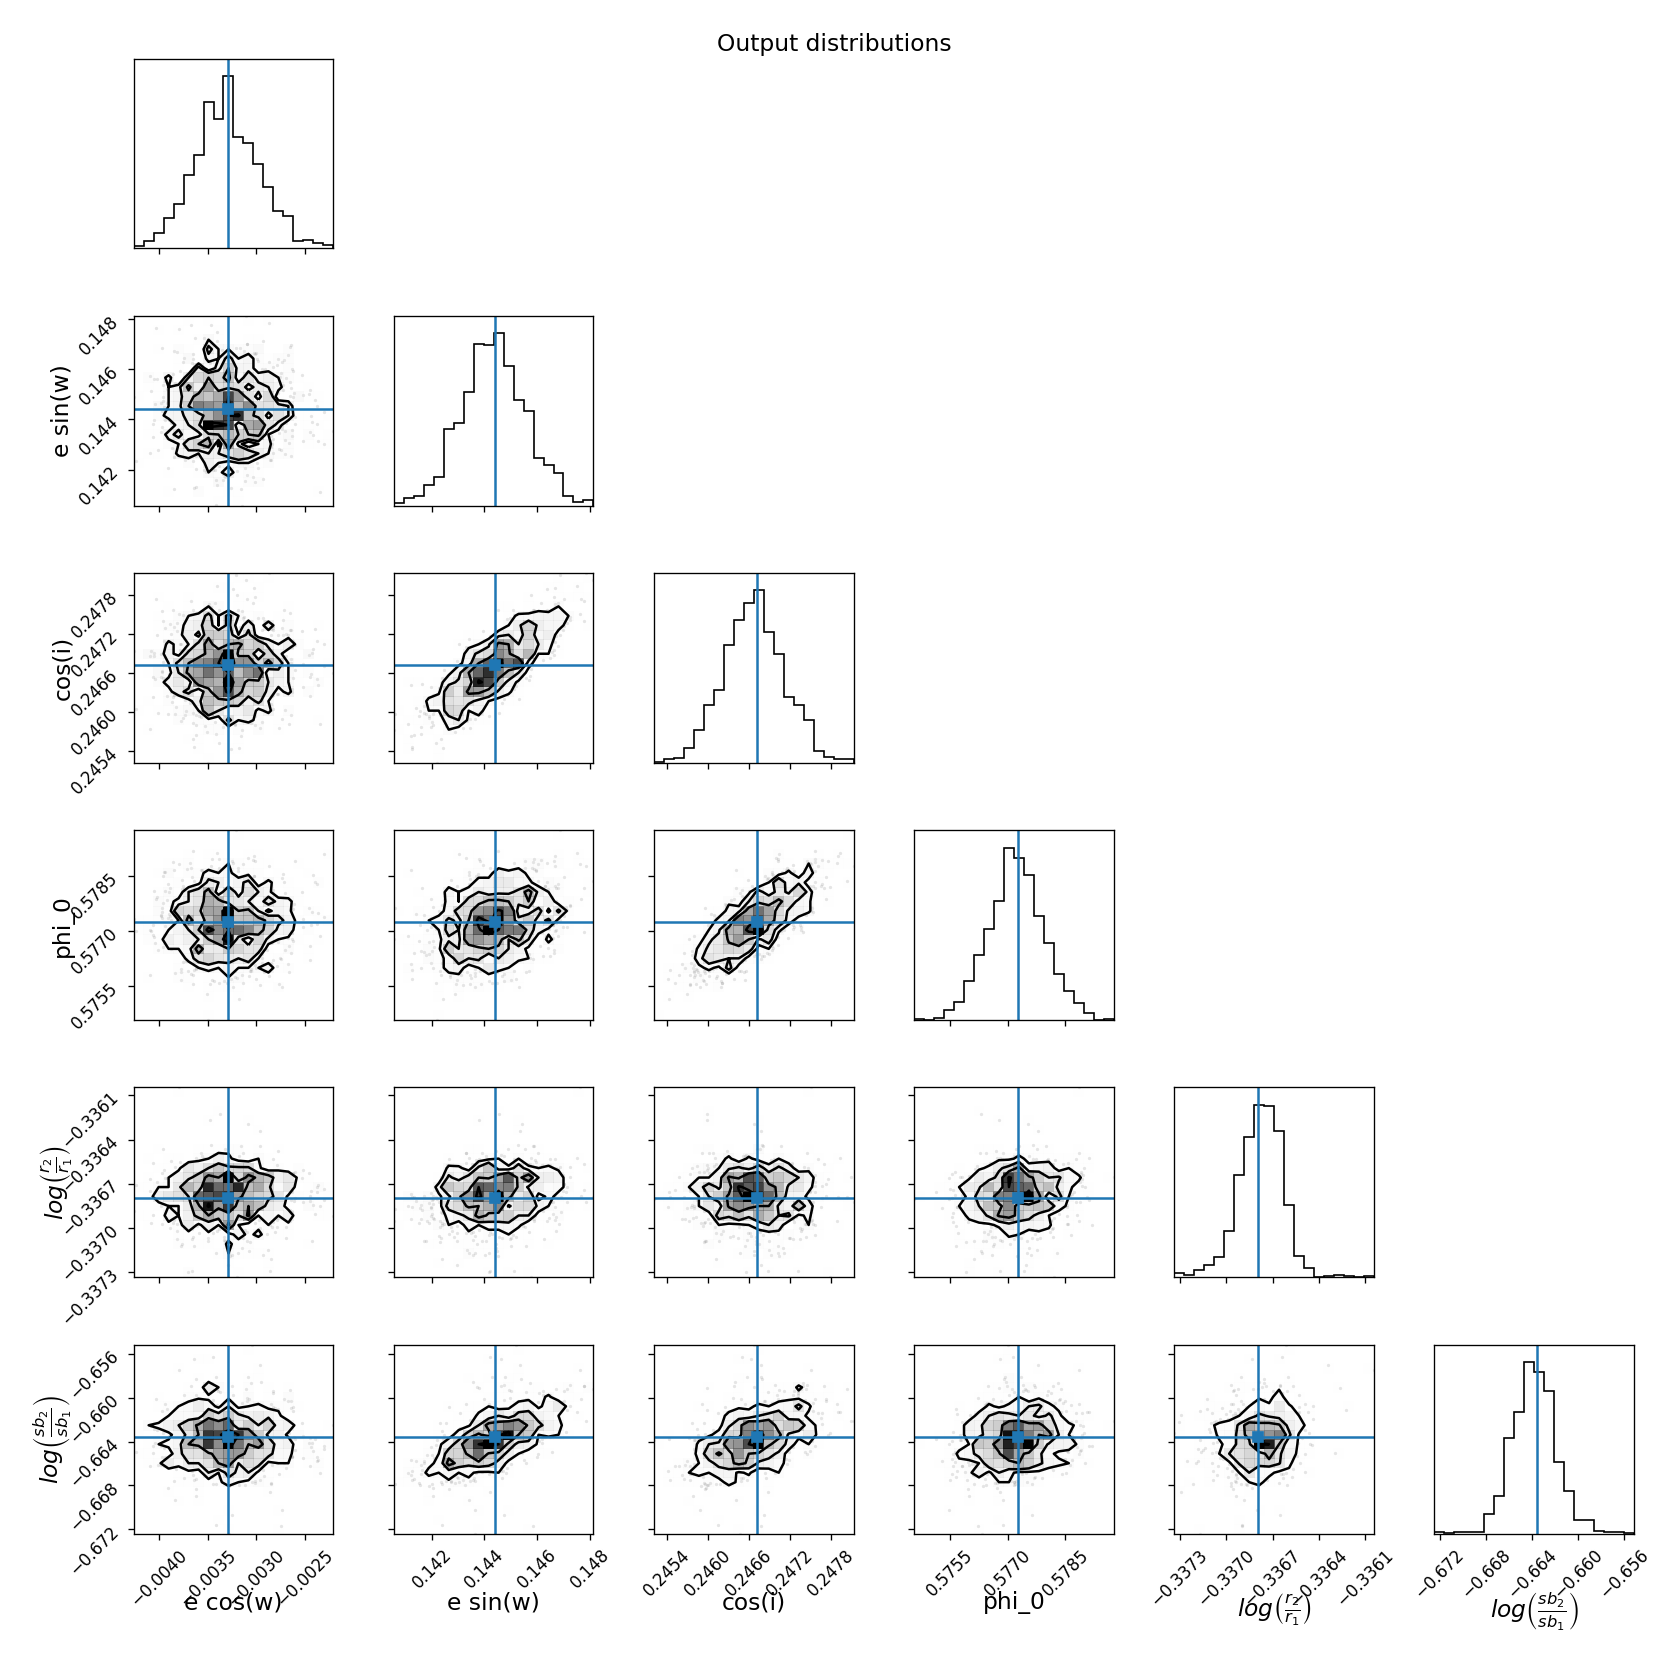 Output distributions
0.148
0.146
0.144
0.142
e sin(w)
0.2478
0.2472
0.2466
0.2460
0.2454
cos(i)
0.5785
0.5770
0.5755
phi_0
−0.3361
−0.3364
−0.3367
−0.3370
−0.3373
log(r₂/r₁)
−0.656
−0.660
−0.664
−0.668
−0.672
log(sb₂/sb₁)
−0.0040 −0.0035 −0.0030 −0.0025
e cos(w)
0.142 0.144 0.146 0.148
e sin(w)
0.2454 0.2460 0.2466 0.2472 0.2478
cos(i)
0.5755 0.5770 0.5785
phi_0
−0.3373 −0.3370 −0.3367 −0.3364 −0.3361
log(r₂/r₁)
−0.672 −0.668 −0.664 −0.660 −0.656
log(sb₂/sb₁)